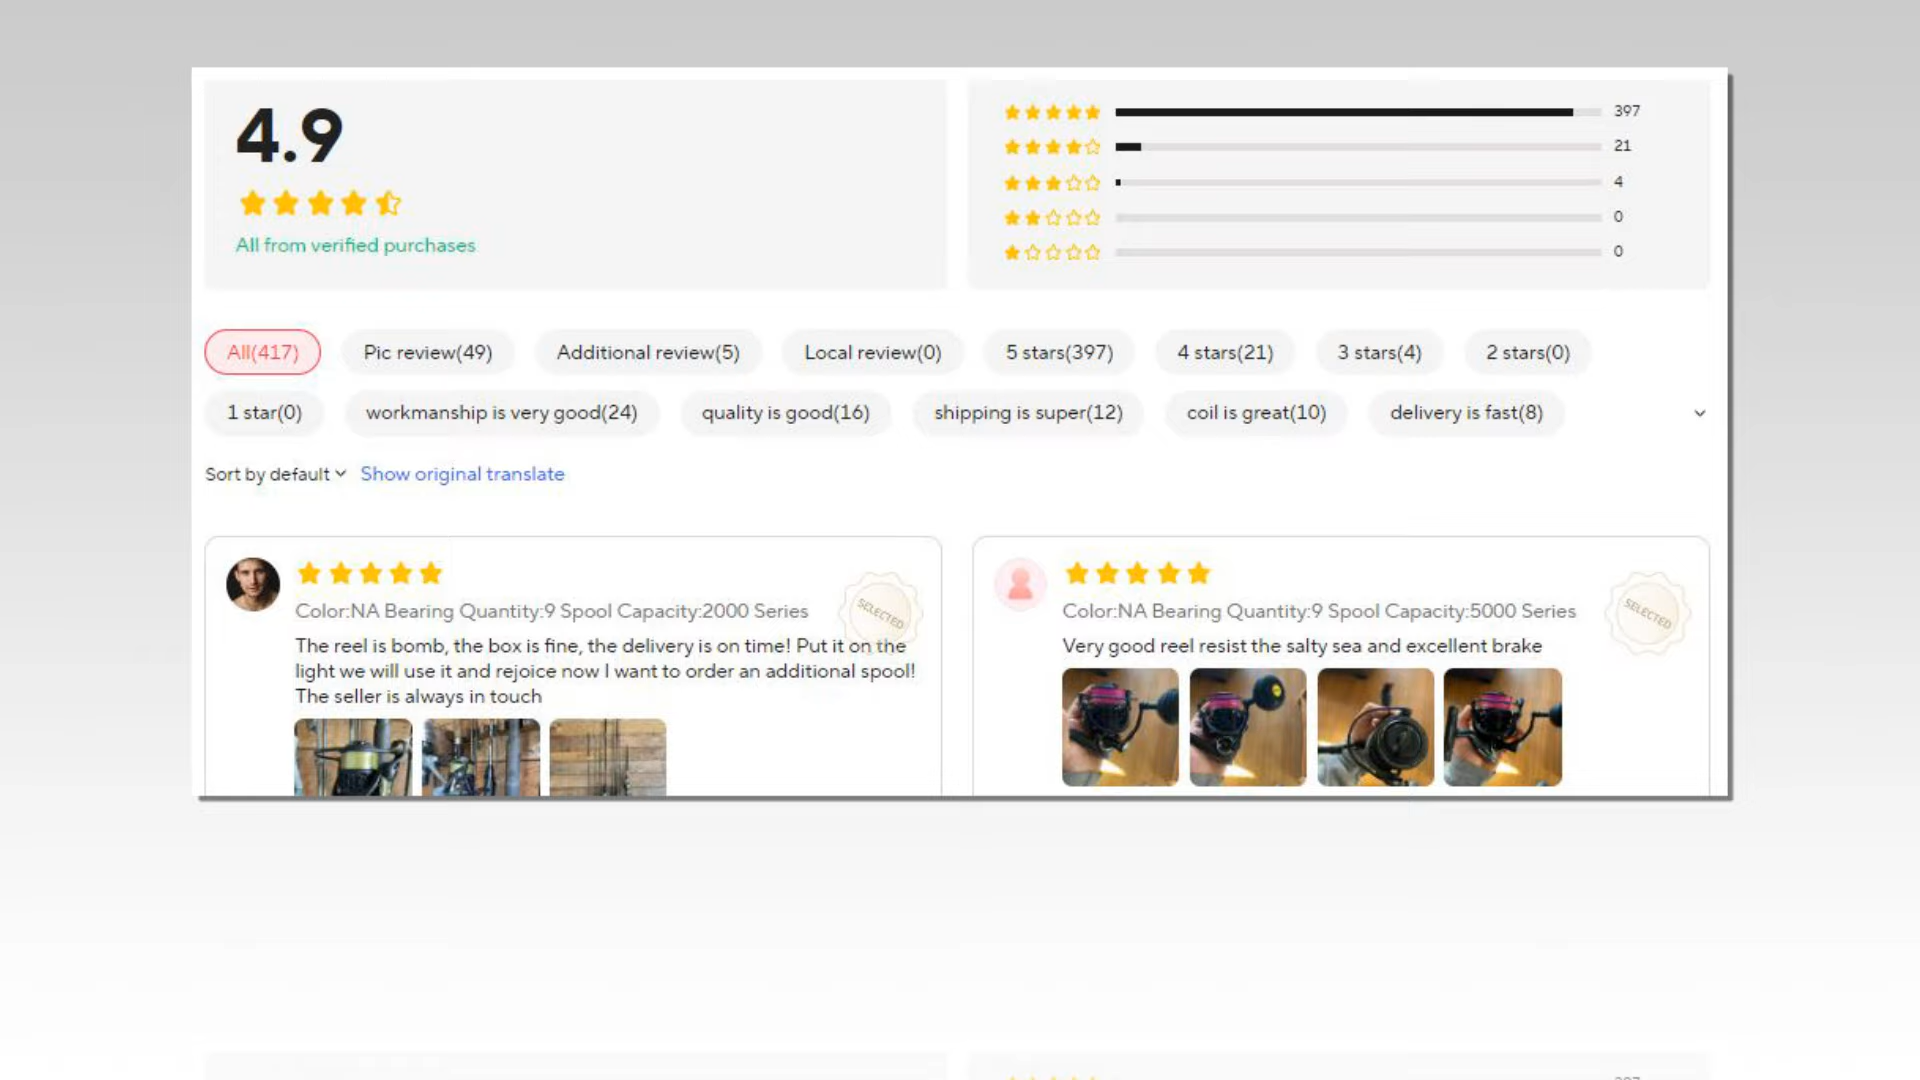 4.9
All from verified purchases
397
21
4
0
0
All(417)
Pic review(49)
Additional review(5)
Local review(0)
5 stars(397)
4 stars(21)
3 stars(4)
2 stars(0)
1 star(0)
workmanship is very good(24)
quality is good(16)
shipping is super(12)
coil is great(10)
delivery is fast(8)
Sort by default
Show original translate
Color:NA Bearing Quantity:9 Spool Capacity:2000 Series
SELECTED
The reel is bomb, the box is fine, the delivery is on time! Put it on the
light we will use it and rejoice now I want to order an additional spool!
The seller is always in touch
Color:NA Bearing Quantity:9 Spool Capacity:5000 Series
SELECTED
Very good reel resist the salty sea and excellent brake